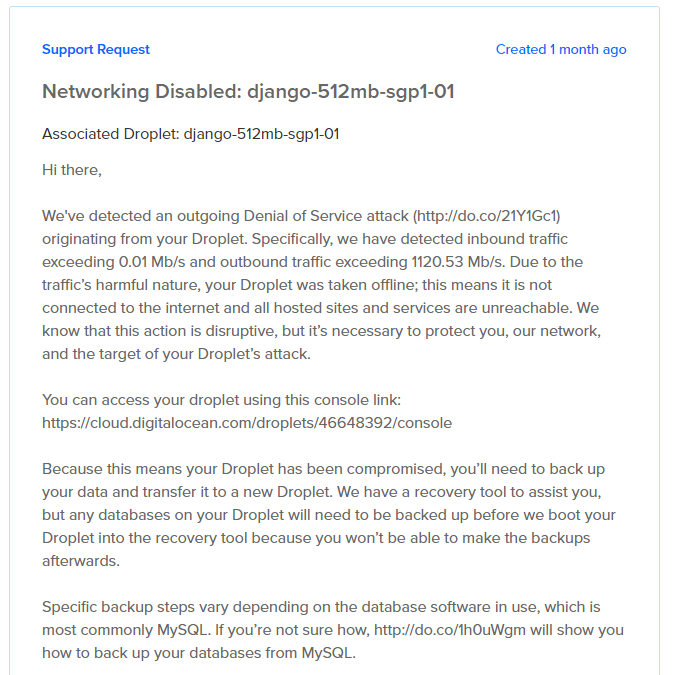 Support Request
Created 1 month ago
Networking Disabled: django-512mb-sgp1-01
Associated Droplet: django-512mb-sgp1-01
Hi there,
We've detected an outgoing Denial of Service attack (http://do.co/21Y1Gc1)
originating from your Droplet. Specifically, we have detected inbound traffic
exceeding 0.01 Mb/s and outbound traffic exceeding 1120.53 Mb/s. Due to the
traffic’s harmful nature, your Droplet was taken offline; this means it is not
connected to the internet and all hosted sites and services are unreachable. We
know that this action is disruptive, but it’s necessary to protect you, our network,
and the target of your Droplet’s attack.
You can access your droplet using this console link:
https://cloud.digitalocean.com/droplets/46648392/console
Because this means your Droplet has been compromised, you’ll need to back up
your data and transfer it to a new Droplet. We have a recovery tool to assist you,
but any databases on your Droplet will need to be backed up before we boot your
Droplet into the recovery tool because you won’t be able to make the backups
afterwards.
Specific backup steps vary depending on the database software in use, which is
most commonly MySQL. If you’re not sure how, http://do.co/1h0uWgm will show you
how to back up your databases from MySQL.